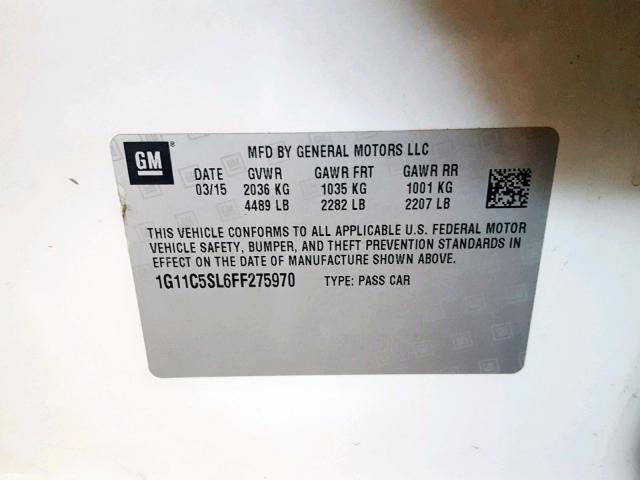 GM ® MFD BY GENERAL MOTORS LLC
DATE GVWR GAWR FRT GAWR RR
03/15 2036 KG 1035 KG 1001 KG
4489 LB 2282 LB 2207 LB
THIS VEHICLE CONFORMS TO ALL APPLICABLE U.S. FEDERAL MOTOR
VEHICLE SAFETY, BUMPER, AND THEFT PREVENTION STANDARDS IN
EFFECT ON THE DATE OF MANUFACTURE SHOWN ABOVE.
1G11C5SL6FF275970 TYPE: PASS CAR